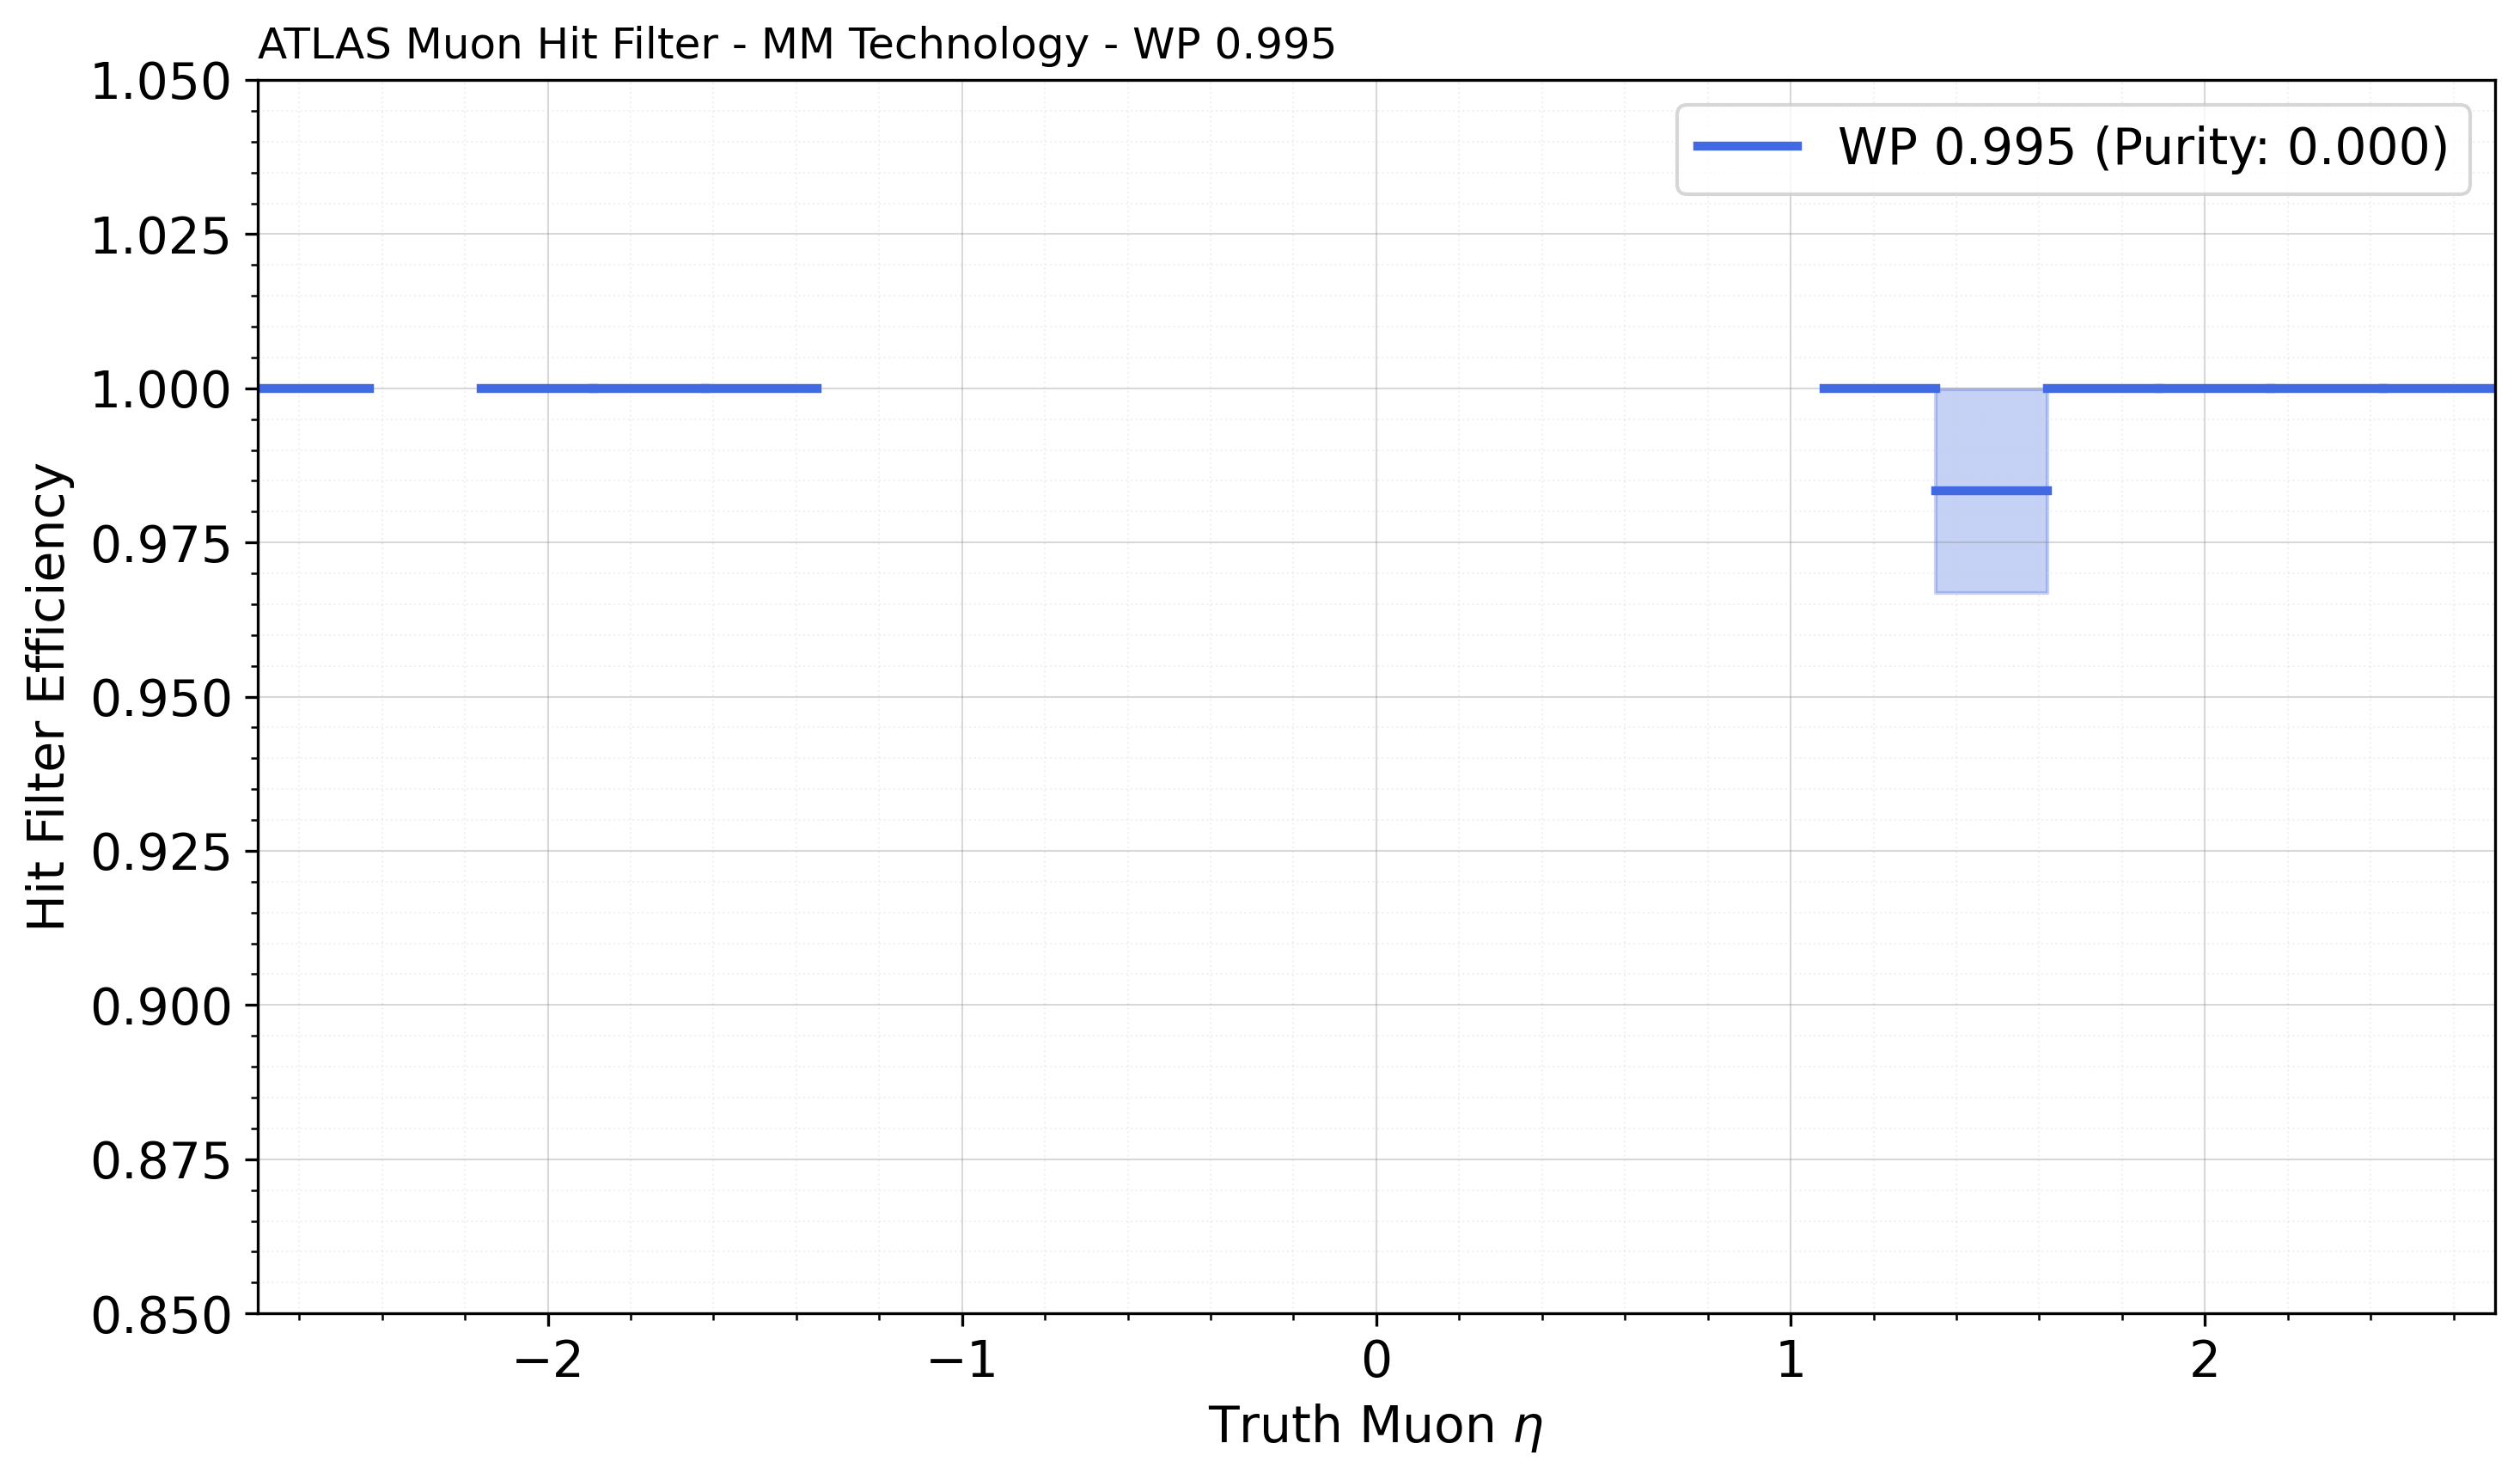 ATLAS Muon Hit Filter - MM Technology - WP 0.995
WP 0.995 (Purity: 0.000)
Hit Filter Efficiency
1.050
1.025
1.000
0.975
0.950
0.925
0.900
0.875
0.850
−2 −1 0 1 2
Truth Muon η